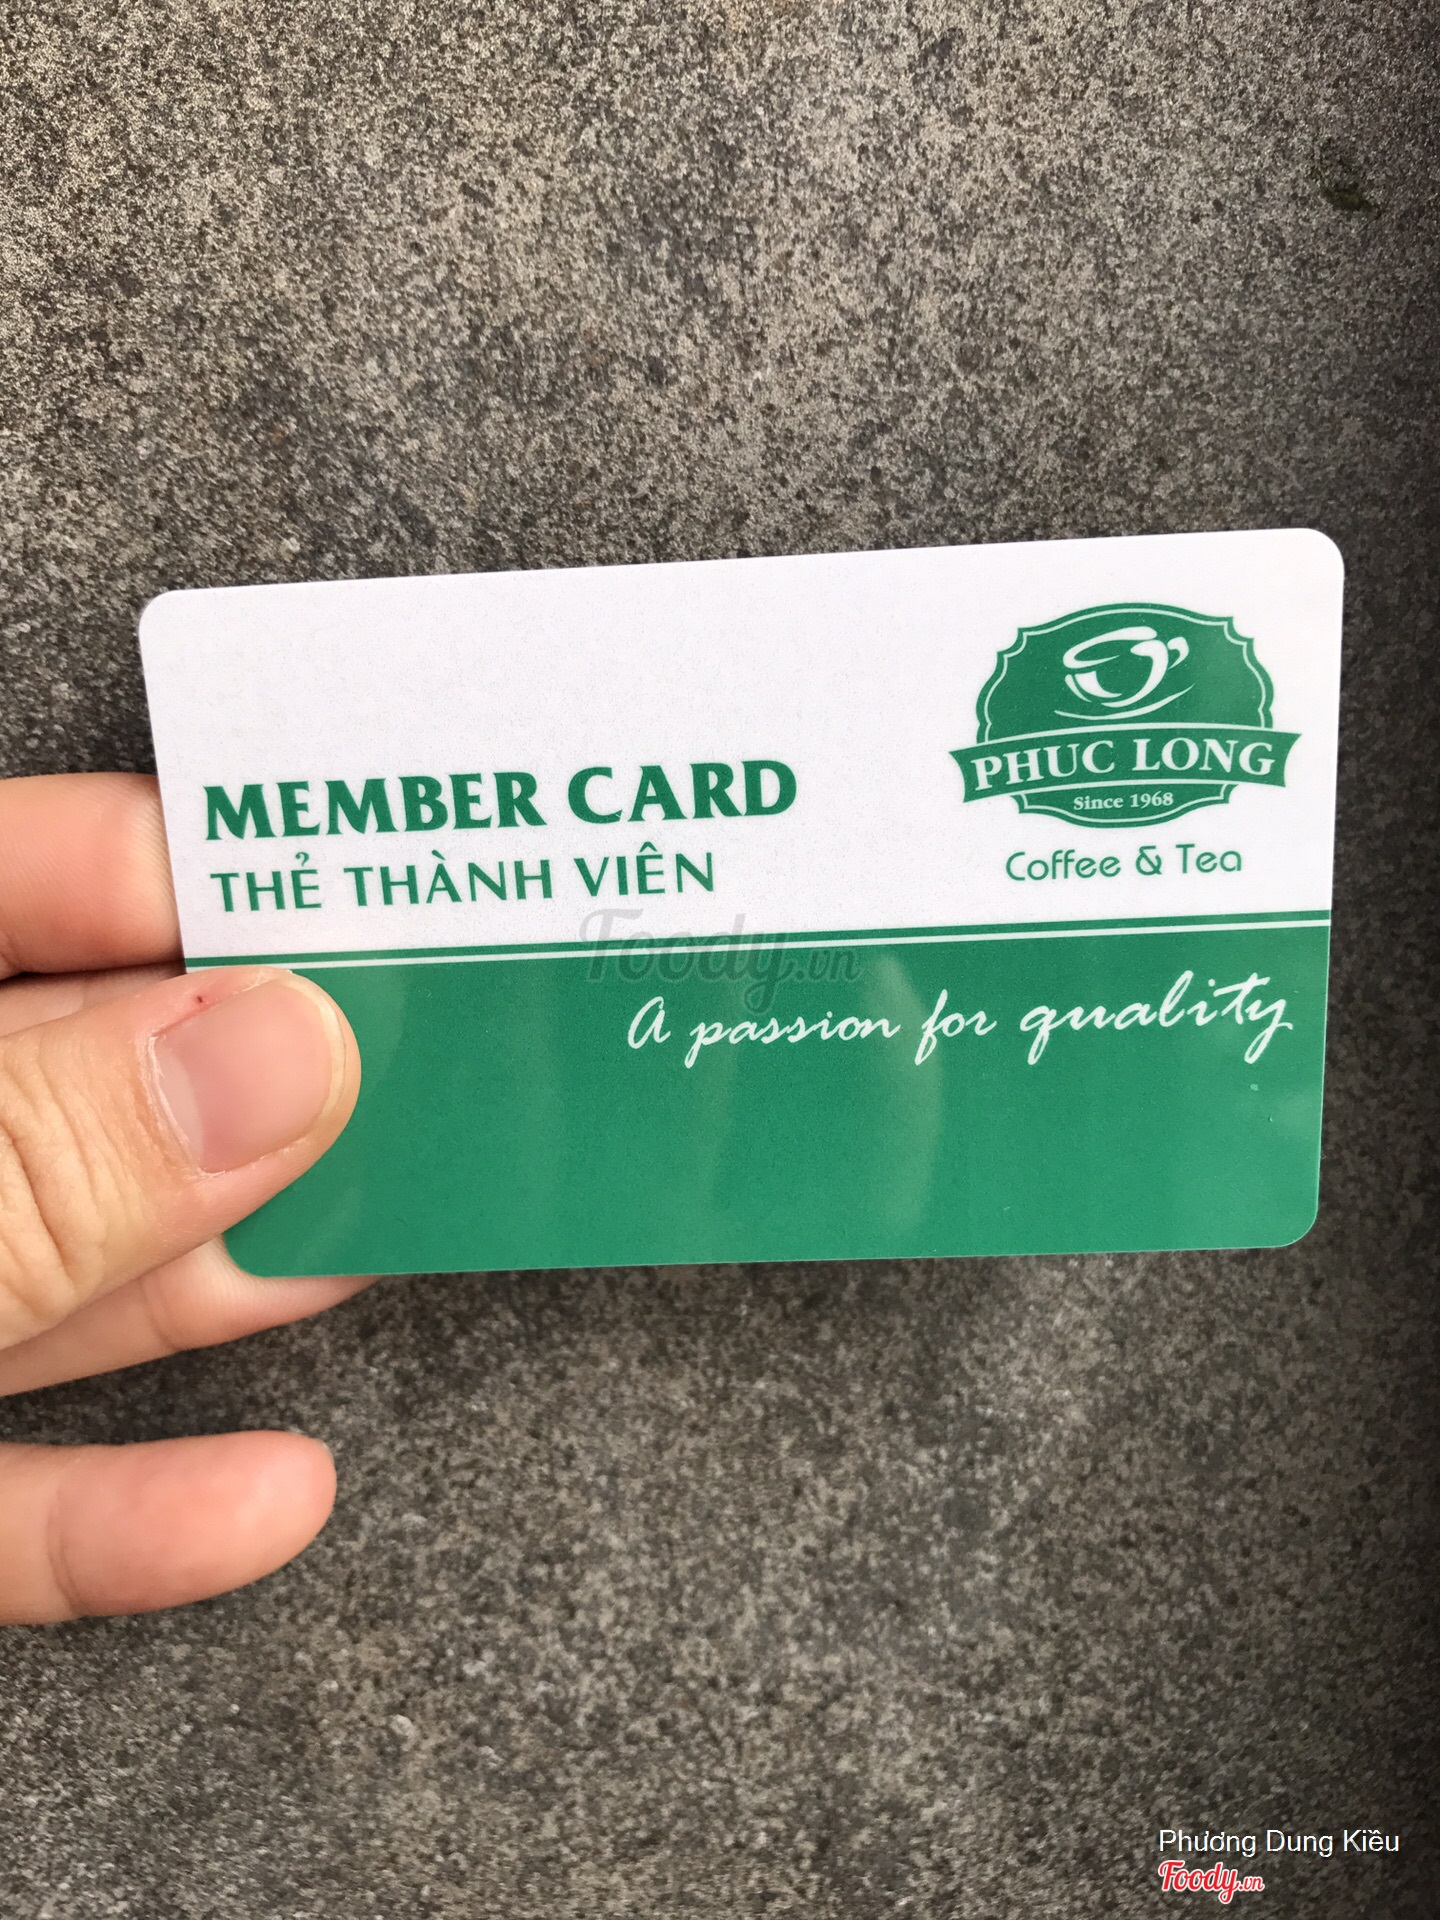 PHUC LONG
Since 1968
Coffee & Tea
MEMBER CARD
THẺ THÀNH VIÊN
Foody.vn
A passion for quality
Phương Dung Kiều
Foody.vn